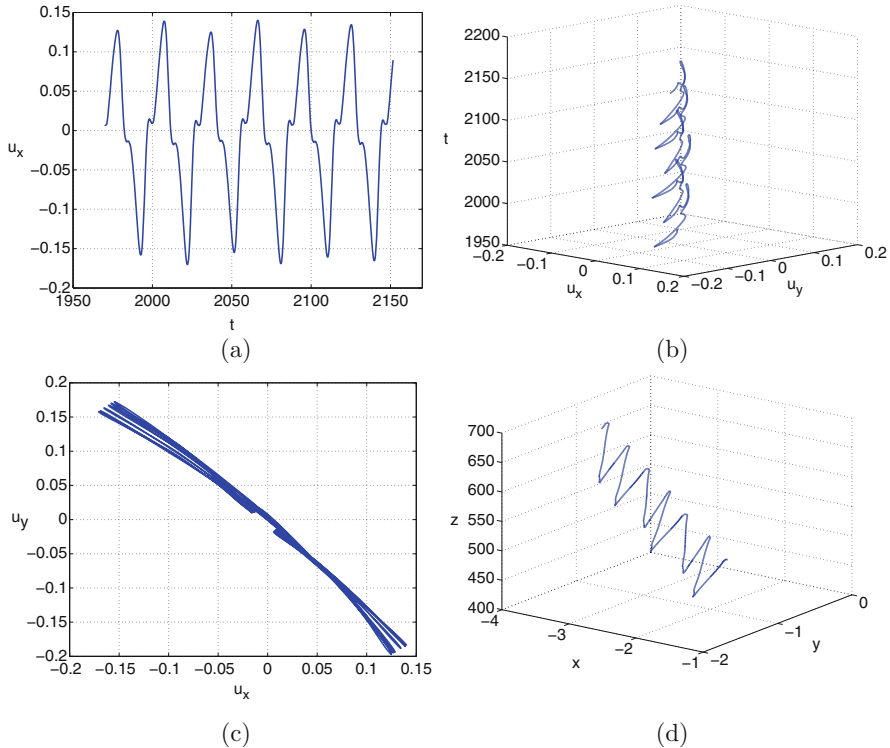 0.15
0.1
0.05
0
−0.05
−0.1
−0.15
−0.2
u_x
1950 2000 2050 2100 2150
t
(a)
2200
2150
2100
2050
2000
1950
t
−0.2 −0.1 0 0.1 0.2
u_x
−0.2 −0.1 0 0.1 0.2
u_y
(b)
0.2
0.15
0.1
0.05
0
−0.05
−0.1
−0.15
−0.2
u_y
−0.2 −0.15 −0.1 −0.05 0 0.05 0.1 0.15
u_x
(c)
700
650
600
550
500
450
400
z
−4 −3 −2 −1
x
−2 −1 0
y
(d)